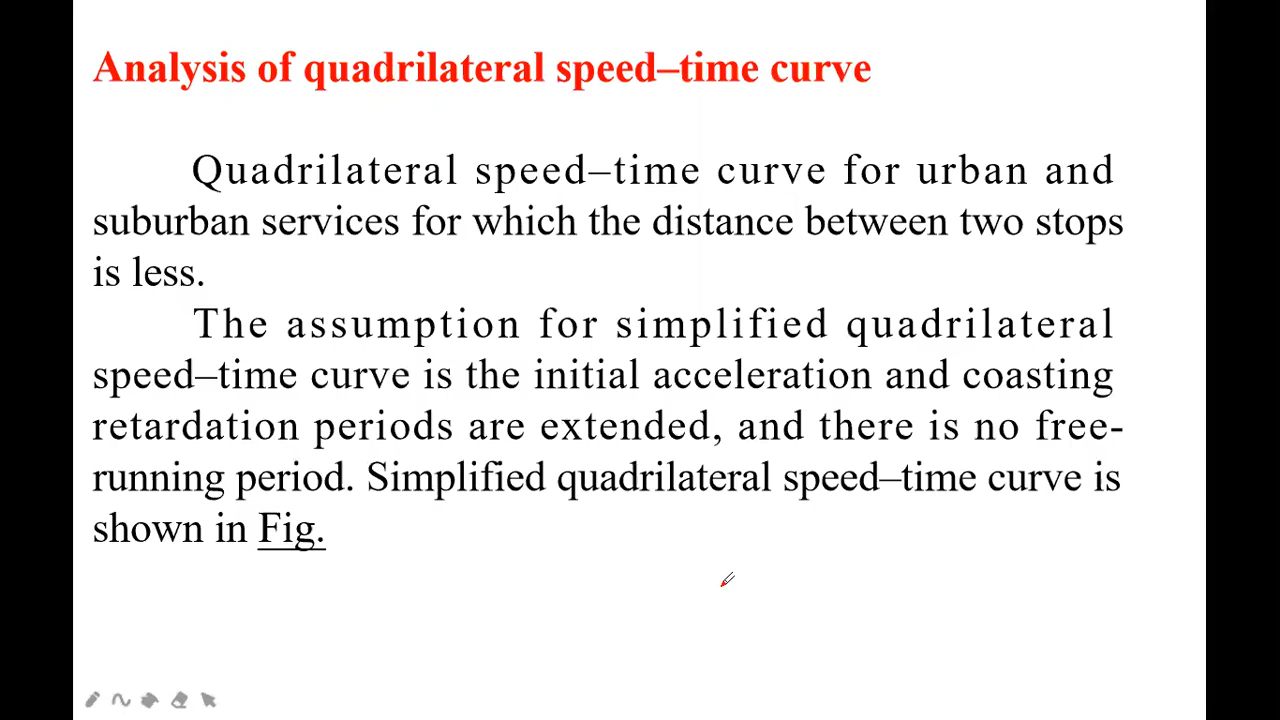 Analysis of quadrilateral speed–time curve
Quadrilateral speed–time curve for urban and
suburban services for which the distance between two stops
is less.
The assumption for simplified quadrilateral
speed–time curve is the initial acceleration and coasting
retardation periods are extended, and there is no free-
running period. Simplified quadrilateral speed–time curve is
shown in Fig.